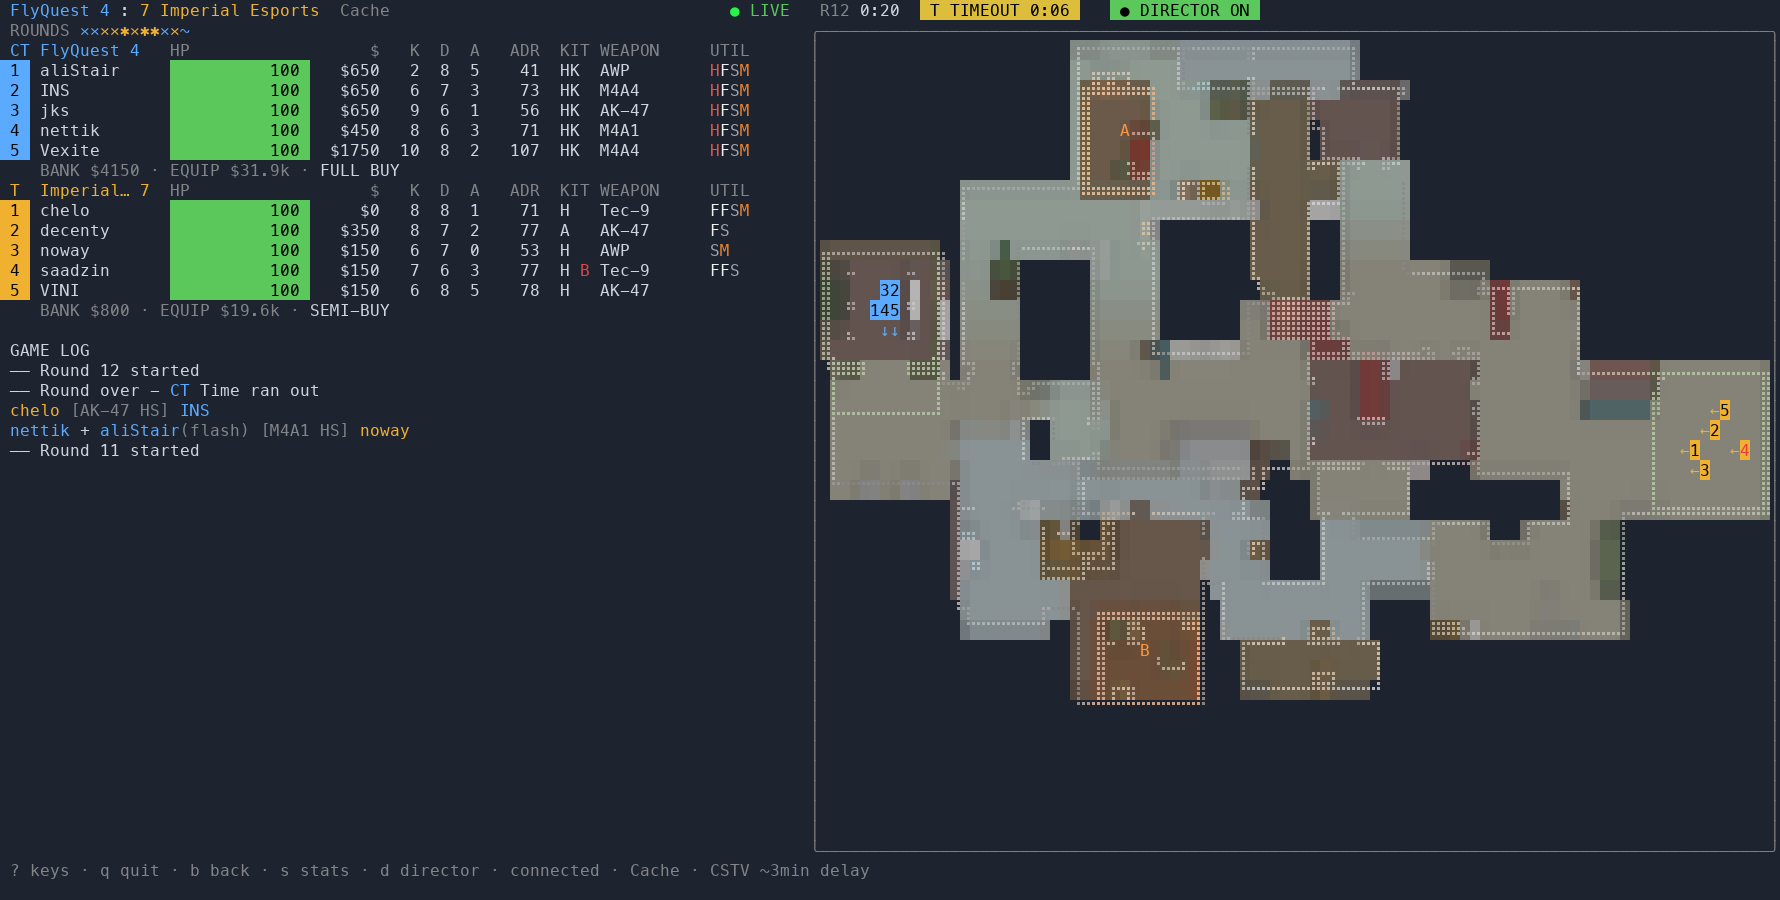 FlyQuest 4 : 7 Imperial Esports Cache ● LIVE R12 0:20 T TIMEOUT 0:06 ● DIRECTOR ON
ROUNDS ××××✱×✱✱××~
CT FlyQuest 4 HP $ K D A ADR KIT WEAPON UTIL
1 aliStair 100 $650 2 8 5 41 HK AWP HFSM
2 INS 100 $650 6 7 3 73 HK M4A4 HFSM
3 jks 100 $650 9 6 1 56 HK AK-47 HFSM
4 nettik 100 $450 8 6 3 71 HK M4A1 HFSM
5 Vexite 100 $1750 10 8 2 107 HK M4A4 HFSM
BANK $4150 · EQUIP $31.9k · FULL BUY
T Imperial… 7 HP $ K D A ADR KIT WEAPON UTIL
1 chelo 100 $0 8 8 1 71 H Tec-9 FFSM
2 decenty 100 $350 8 7 2 77 A AK-47 FS
3 noway 100 $150 6 7 0 53 H AWP SM
4 saadzin 100 $150 7 6 3 77 H B Tec-9 FFS
5 VINI 100 $150 6 8 5 78 H AK-47
BANK $800 · EQUIP $19.6k · SEMI-BUY
GAME LOG
—— Round 12 started
—— Round over — CT Time ran out
chelo [AK-47 HS] INS
nettik + aliStair(flash) [M4A1 HS] noway
—— Round 11 started
A
32
145
↓↓
←5
←2
←1 ←4
←3
B
? keys · q quit · b back · s stats · d director · connected · Cache · CSTV ~3min delay